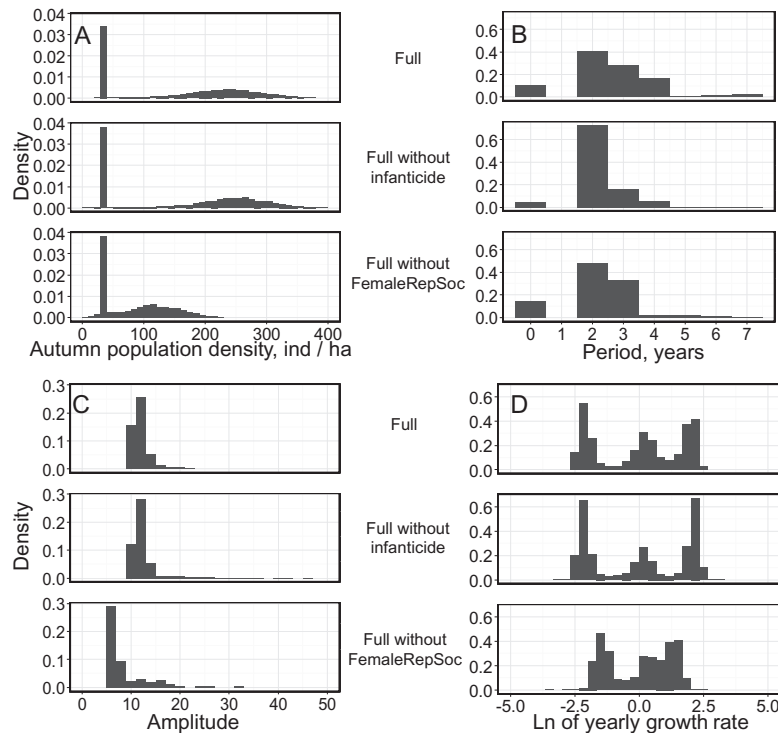 A
B
0.04
0.03
0.02
0.01
0.00
Full
0.6
0.4
0.2
0.0
Density
0.04
0.03
0.02
0.01
0.00
Full without
infanticide
0.6
0.4
0.2
0.0
0.04
0.03
0.02
0.01
0.00
Full without
FemaleRepSoc
0.6
0.4
0.2
0.0
0 100 200 300 400
Autumn population density, ind / ha
0 1 2 3 4 5 6 7
Period, years
C
D
0.3
0.2
0.1
0.0
Full
0.6
0.4
0.2
0.0
Density
0.3
0.2
0.1
0.0
Full without
infanticide
0.6
0.4
0.2
0.0
0.3
0.2
0.1
0.0
Full without
FemaleRepSoc
0.6
0.4
0.2
0.0
0 10 20 30 40 50
Amplitude
-5.0 -2.5 0.0 2.5 5.0
Ln of yearly growth rate